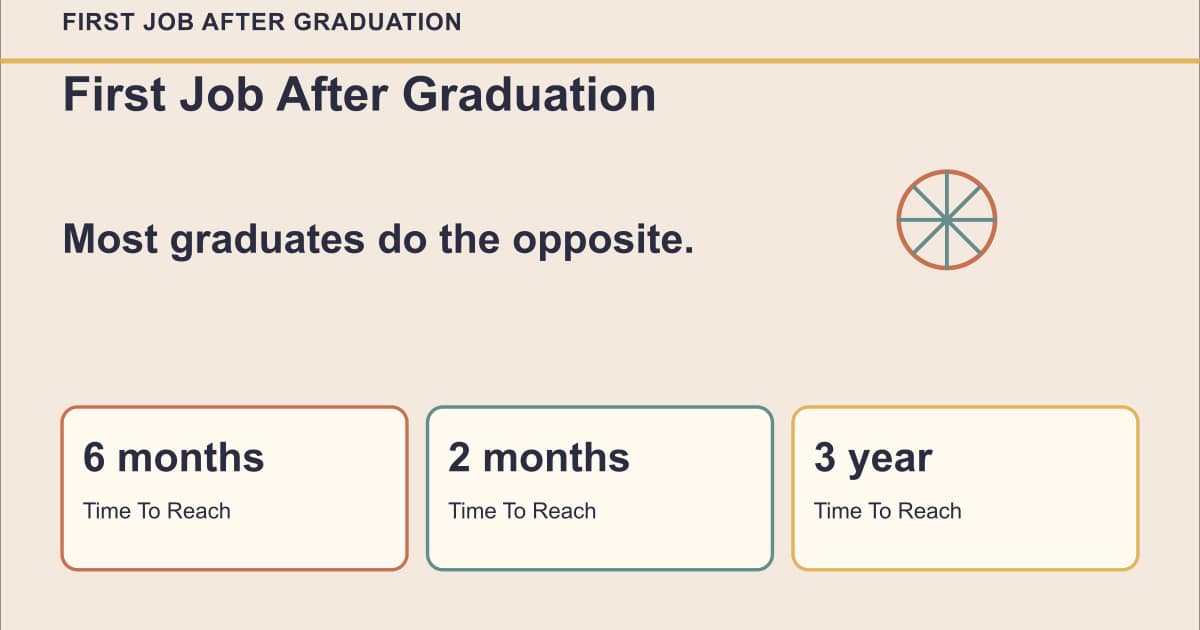 FIRST JOB AFTER GRADUATION
First Job After Graduation
Most graduates do the opposite.
6 months
Time To Reach
2 months
Time To Reach
3 year
Time To Reach